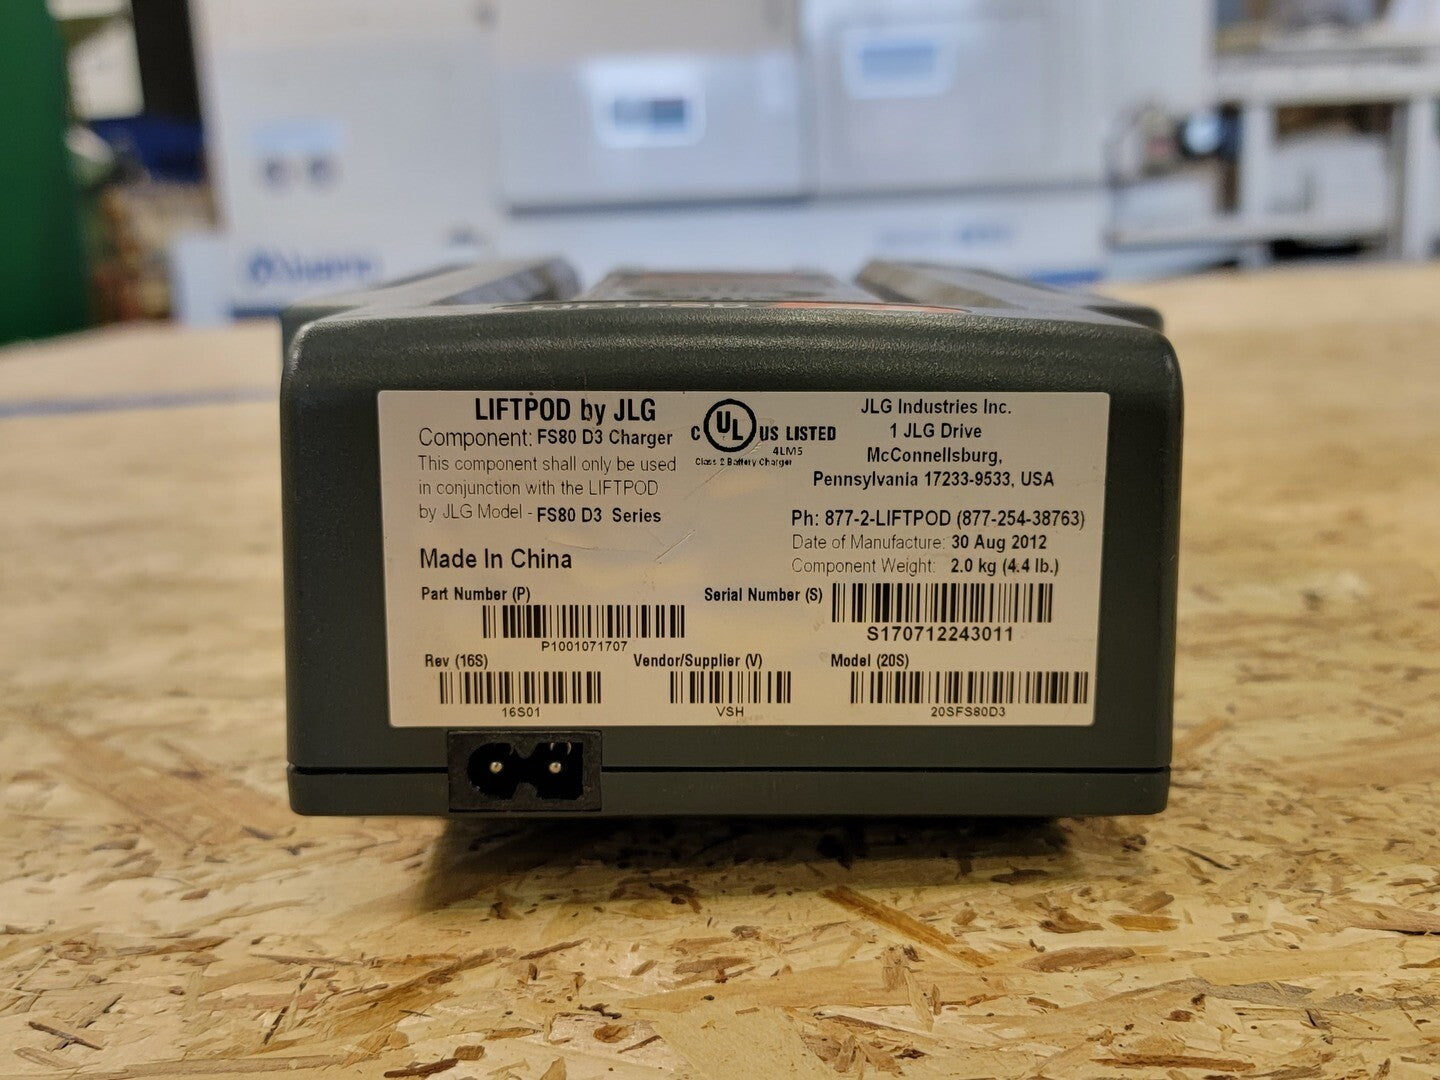 LIFTPOD by JLG
Component: FS80 D3 Charger
This component shall only be used
in conjunction with the LIFTPOD
by JLG Model - FS80 D3 Series
Made In China
C UL US LISTED
4LM5
Class 2 Battery Charger
JLG Industries Inc.
1 JLG Drive
McConnellsburg,
Pennsylvania 17233-9533, USA
Ph: 877-2-LIFTPOD (877-254-38763)
Date of Manufacture: 30 Aug 2012
Component Weight: 2.0 kg (4.4 lb.)
Part Number (P)
P1001071707
Serial Number (S)
S170712243011
Rev (16S)
16S01
Vendor/Supplier (V)
VSH
Model (20S)
20SFS80D3